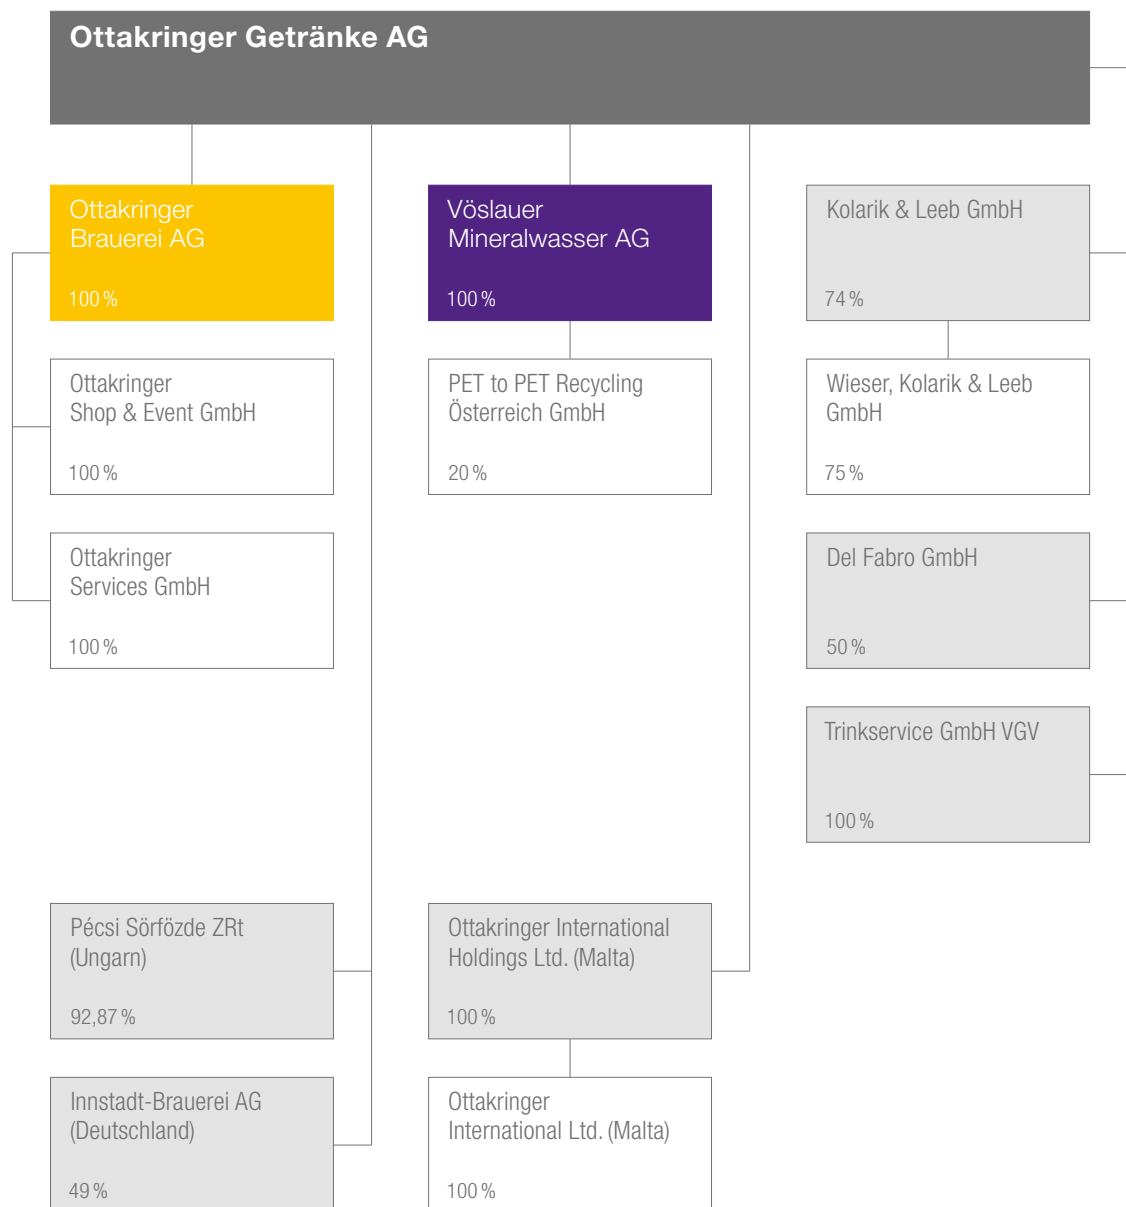 Ottakringer Getränke AG
Ottakringer
Brauerei AG
100 %
Vöslauer
Mineralwasser AG
100 %
Kolarik & Leeb GmbH
74 %
Ottakringer
Shop & Event GmbH
100 %
PET to PET Recycling
Österreich GmbH
20 %
Wieser, Kolarik & Leeb
GmbH
75 %
Ottakringer
Services GmbH
100 %
Del Fabro GmbH
50 %
Trinkservice GmbH VGV
100 %
Pécsi Sörfözde ZRt
(Ungarn)
92,87 %
Ottakringer International
Holdings Ltd. (Malta)
100 %
Innstadt-Brauerei AG
(Deutschland)
49 %
Ottakringer
International Ltd. (Malta)
100 %